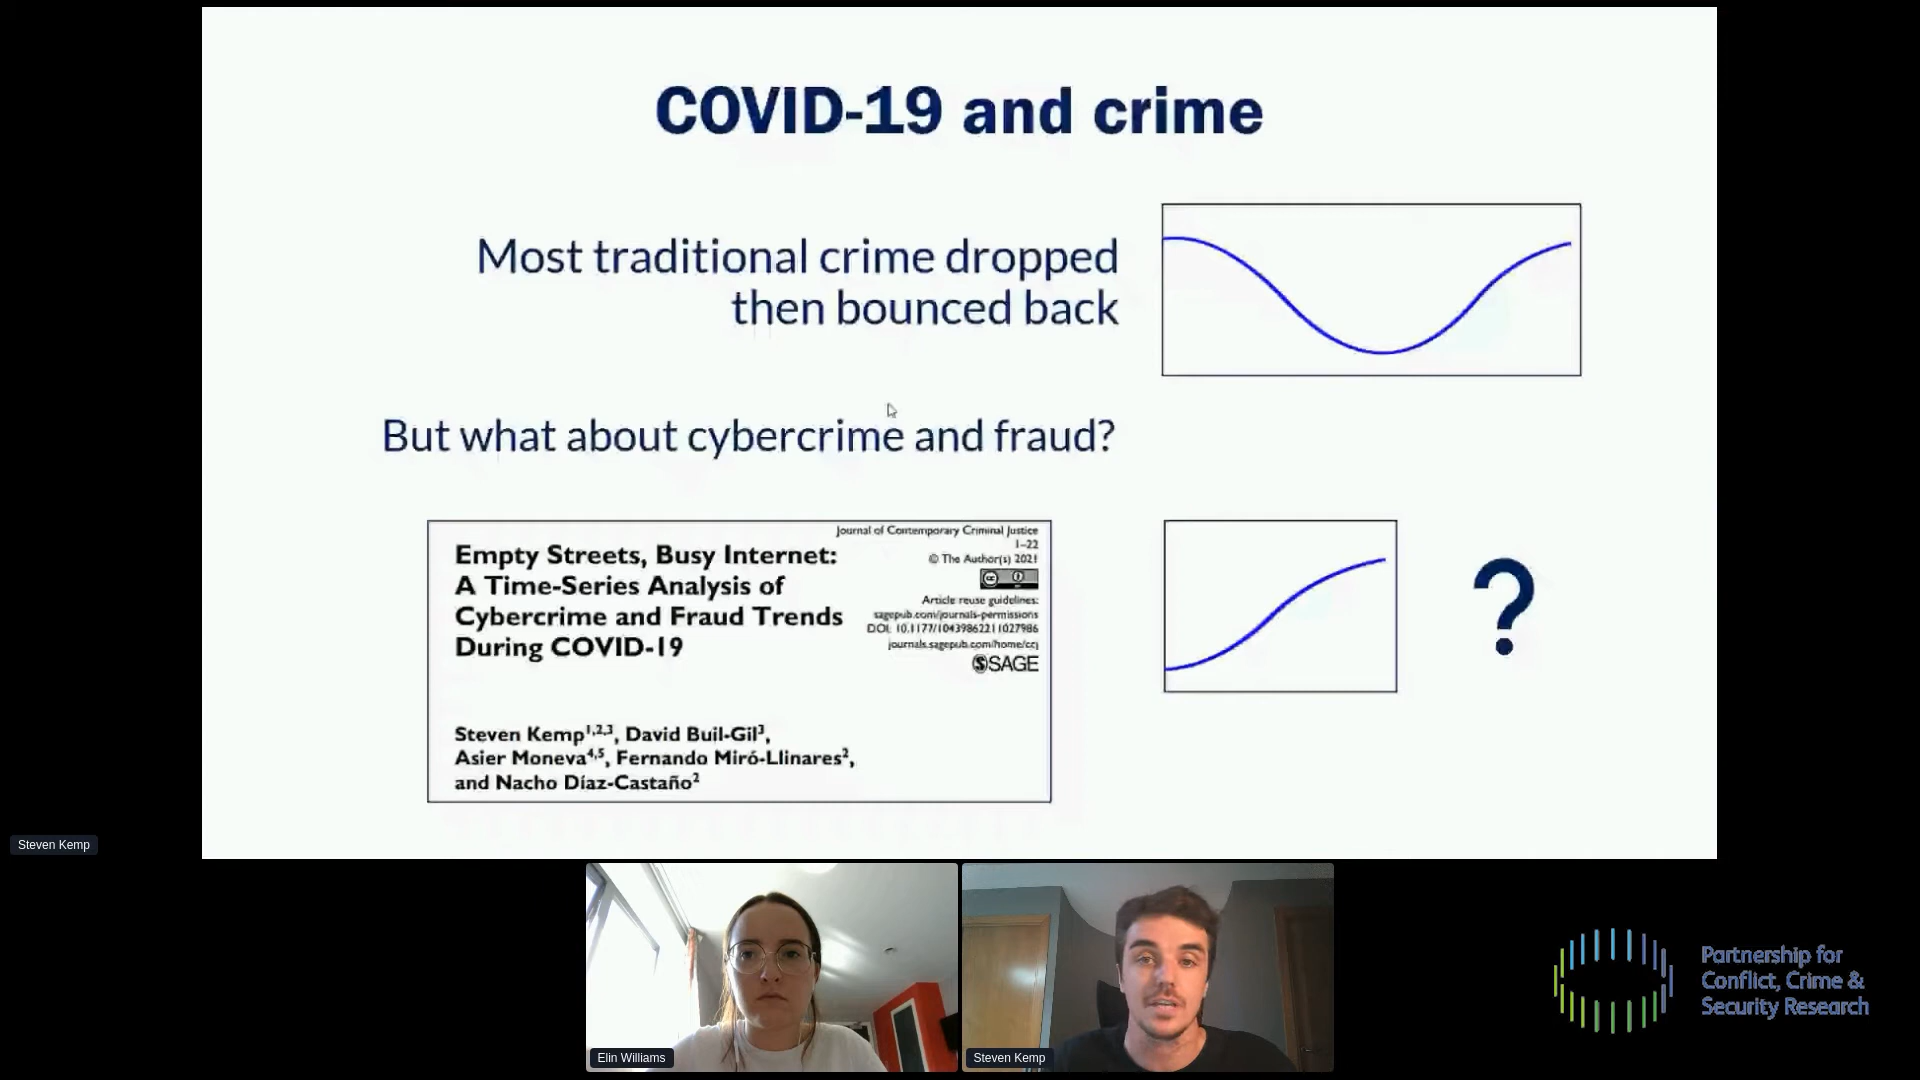 COVID-19 and crime
Most traditional crime dropped
then bounced back
But what about cybercrime and fraud?
Journal of Contemporary Criminal Justice
1–22
© The Author(s) 2021
Article reuse guidelines:
sagepub.com/journals-permissions
DOI: 10.1177/10439862211027986
journals.sagepub.com/home/ccj
SAGE
Empty Streets, Busy Internet:
A Time-Series Analysis of
Cybercrime and Fraud Trends
During COVID-19
Steven Kemp1,2,3, David Buil-Gil3,
Asier Moneva4,5, Fernando Miró-Llinares2,
and Nacho Díaz-Castaño2
?
Steven Kemp
Elin Williams
Steven Kemp
Partnership for
Conflict, Crime &
Security Research